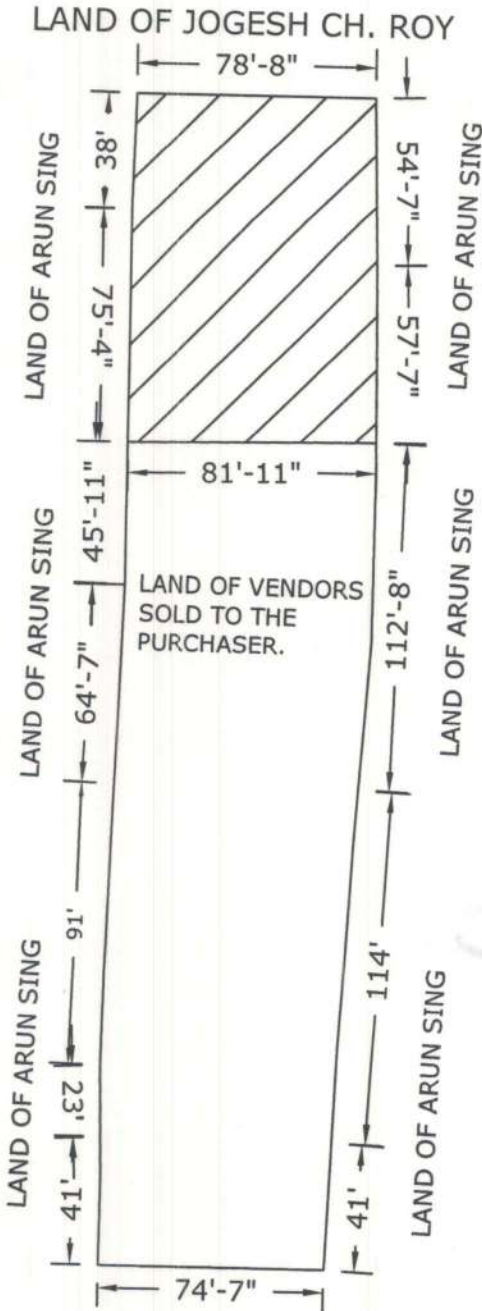 LAND OF JOGESH CH. ROY
78'-8"
LAND OF ARUN SING
38'
75'-4"
54'-7"
57'-7"
LAND OF ARUN SING
81'-11"
45'-11"
LAND OF VENDORS
SOLD TO THE
PURCHASER.
LAND OF ARUN SING
64'-7"
112'-8"
LAND OF ARUN SING
91'
114'
LAND OF ARUN SING
23'
41'
41'
LAND OF ARUN SING
74'-7"